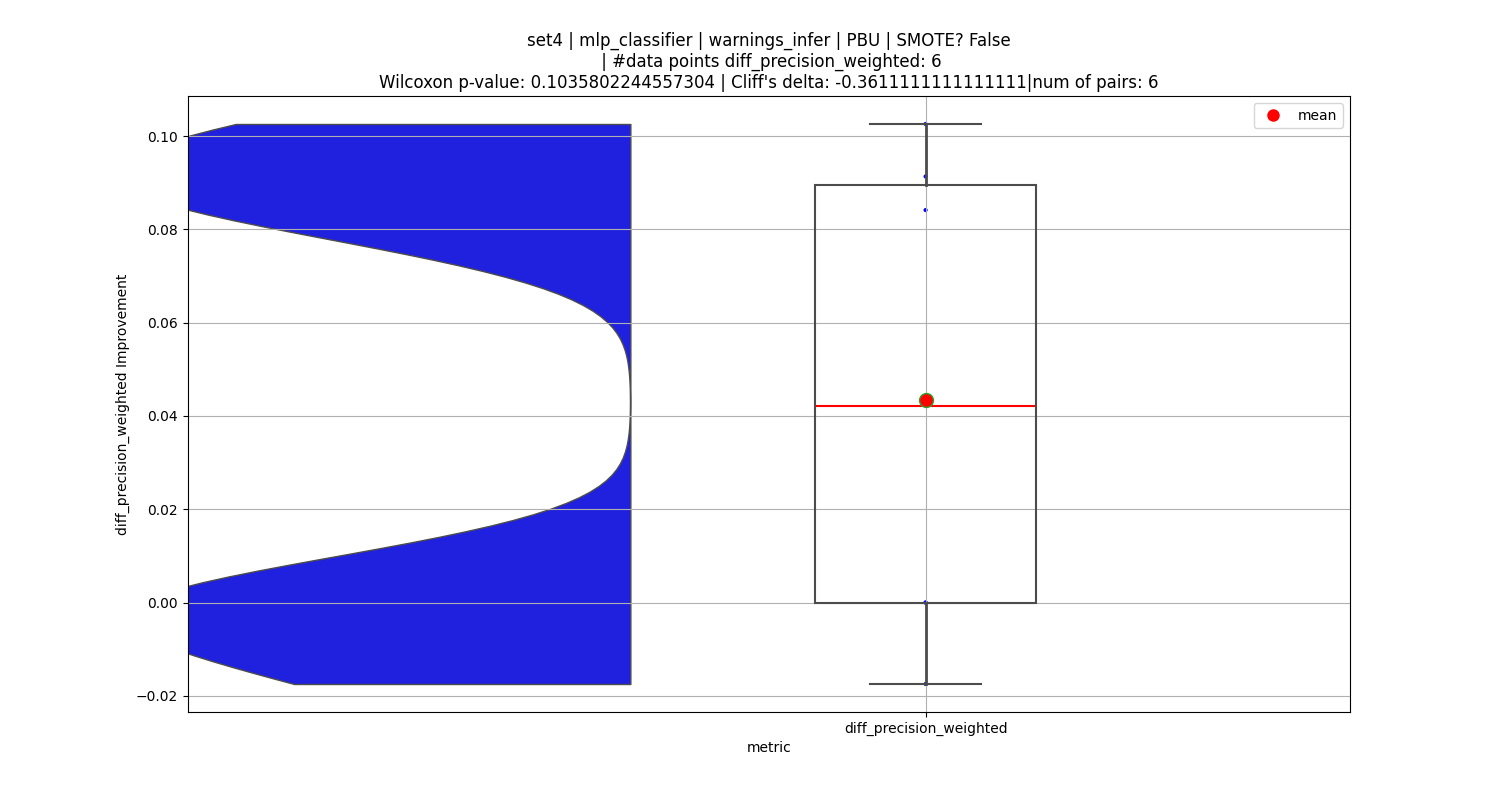 set4 | mlp_classifier | warnings_infer | PBU | SMOTE? False
| #data points diff_precision_weighted: 6
Wilcoxon p-value: 0.1035802244557304 | Cliff's delta: -0.3611111111111111|num of pairs: 6
mean
0.10
0.08
0.06
0.04
0.02
0.00
−0.02
diff_precision_weighted Improvement
diff_precision_weighted
metric